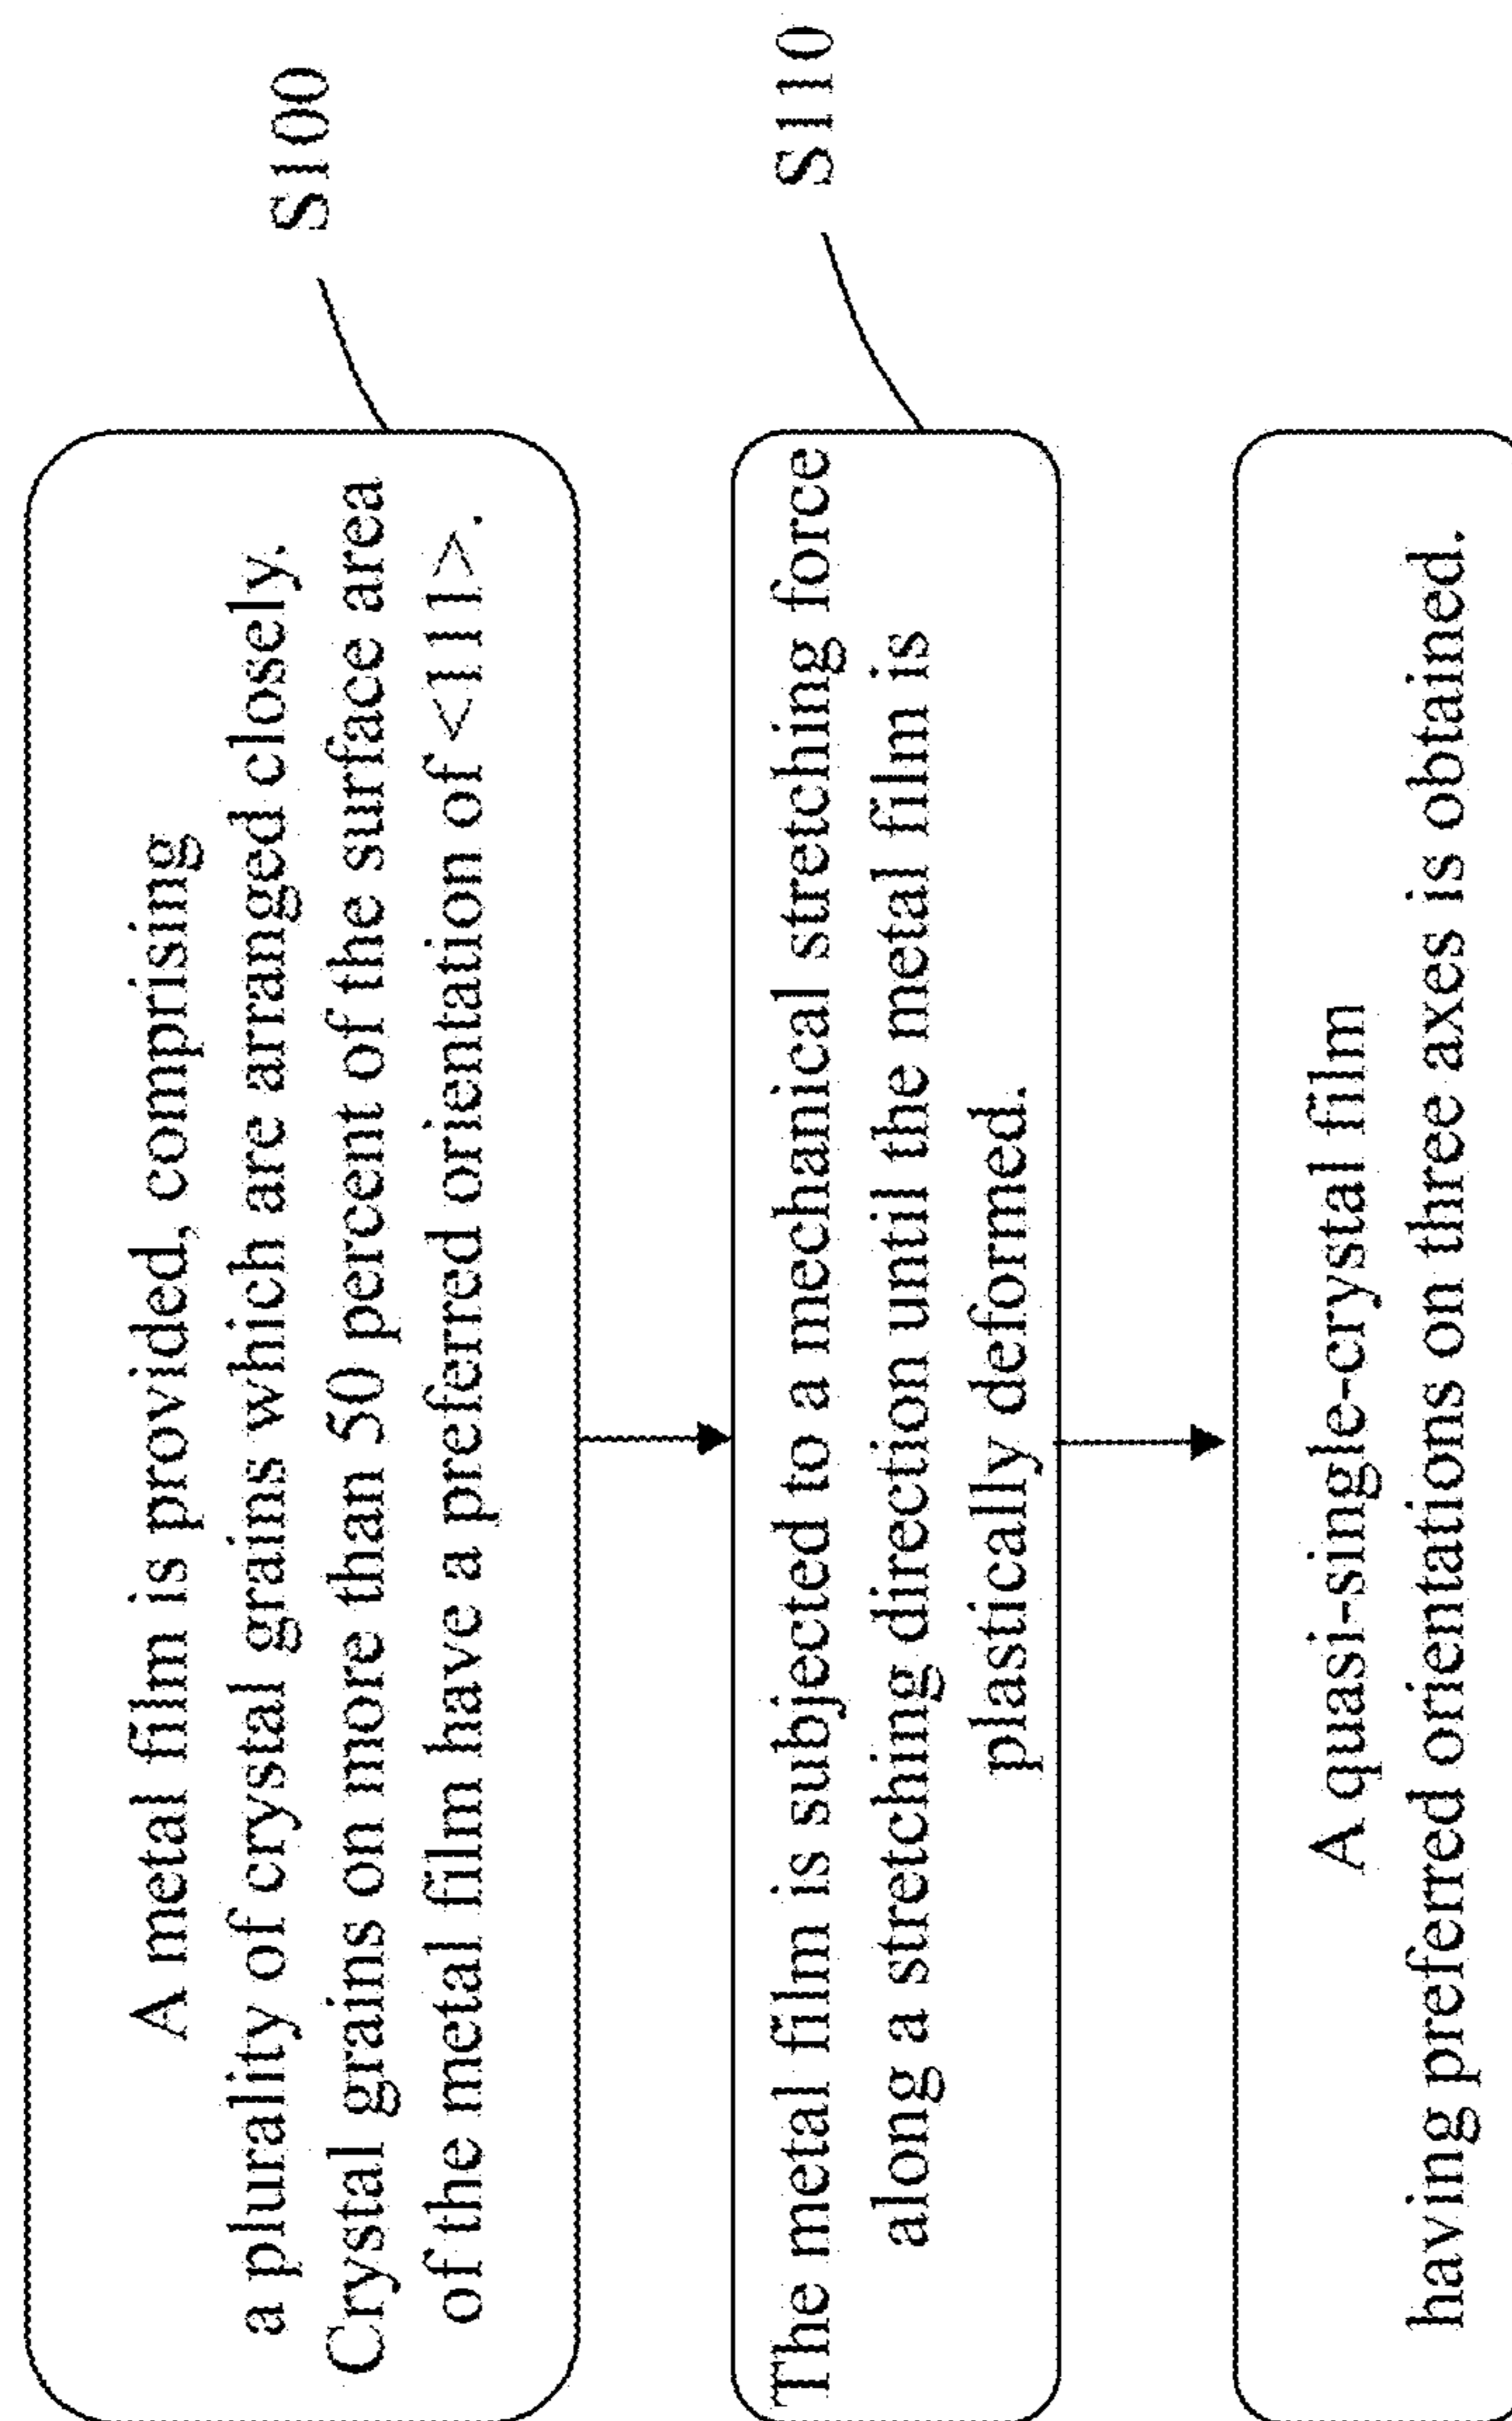 A metal film is provided, comprising
a plurality of crystal grains which are arranged closely.
Crystal grains on more than 50 percent of the surface area
of the metal film have a preferred orientation of <111>.
S100
The metal film is subjected to a mechanical stretching force
along a stretching direction until the metal film is
plastically deformed.
S110
A quasi-single-crystal film
having preferred orientations on three axes is obtained.